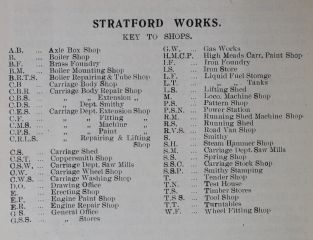 STRATFORD WORKS.
KEY TO SHOPS.
A.B. ... Axle Box Shop
B. ... Boiler Shop
B.F. ... Brass Foundry
B.M. ... Boiler Mounting Shop
B.R.T.S. ... Boiler Repairing & Tube Shop
C.B. ... Carriage Body Shop
C.B.R. ... Carriage Body Repair Shop
C.B.S. ... „ „ Extension „
C.D.S. ... „ Dept. Smithy
C.E.S. ... Carriage Dept. Extension Shop
C.F. ... „ „ Fitting „
C.M. ... „ „ Machine „
C.P.S. ... „ „ Paint „
C.R.L.S. ... „ Repairing & Lifting Shop
C.S. ... Carriage Shed
C.S.T. ... Coppersmith Shop
C.S.W. ... Carriage Dept. Saw Mills
C.W. ... Carriage Wheel Shop
C.W.S. ... Carriage Washing Shop
D.O. ... Drawing Office
E. ... Erecting Shop
E.P. ... Engine Paint Shop
E.R. ... Engine Repair Shop
G.S. ... General Office
G.S.S. ... „ Stores
G.W. ... Gas Works
H.M.C.P. ... High Meads Carr. Paint Shop
I.F. ... Iron Foundry
I.S. ... Iron Store
L.F. ... Liquid Fuel Storage
L.T. ... „ „ Tanks
L.S. ... Lifting Shed
M. ... Loco. Machine Shop
P.S. ... Pattern Shop
P.S.N. ... Power Station
R.M. ... Running Shed Machine Shop
R.S. ... Running Shed
R.V.S. ... Road Van Shop
S. ... Smithy
S.H. ... Steam Hammer Shop
S.M. ... Carriage Dept. Saw Mills
S.S. ... Spring Shop
S.S.C. ... Carriage Stock Shop
S.S.P. ... Smithy Stamping Shop
T. ... Tender Shop
T.N. ... Test House
T.S. ... Timber Stores
T.S.S. ... Tool Shop
T.T. ... Turntables
W.F. ... Wheel Fitting Shop